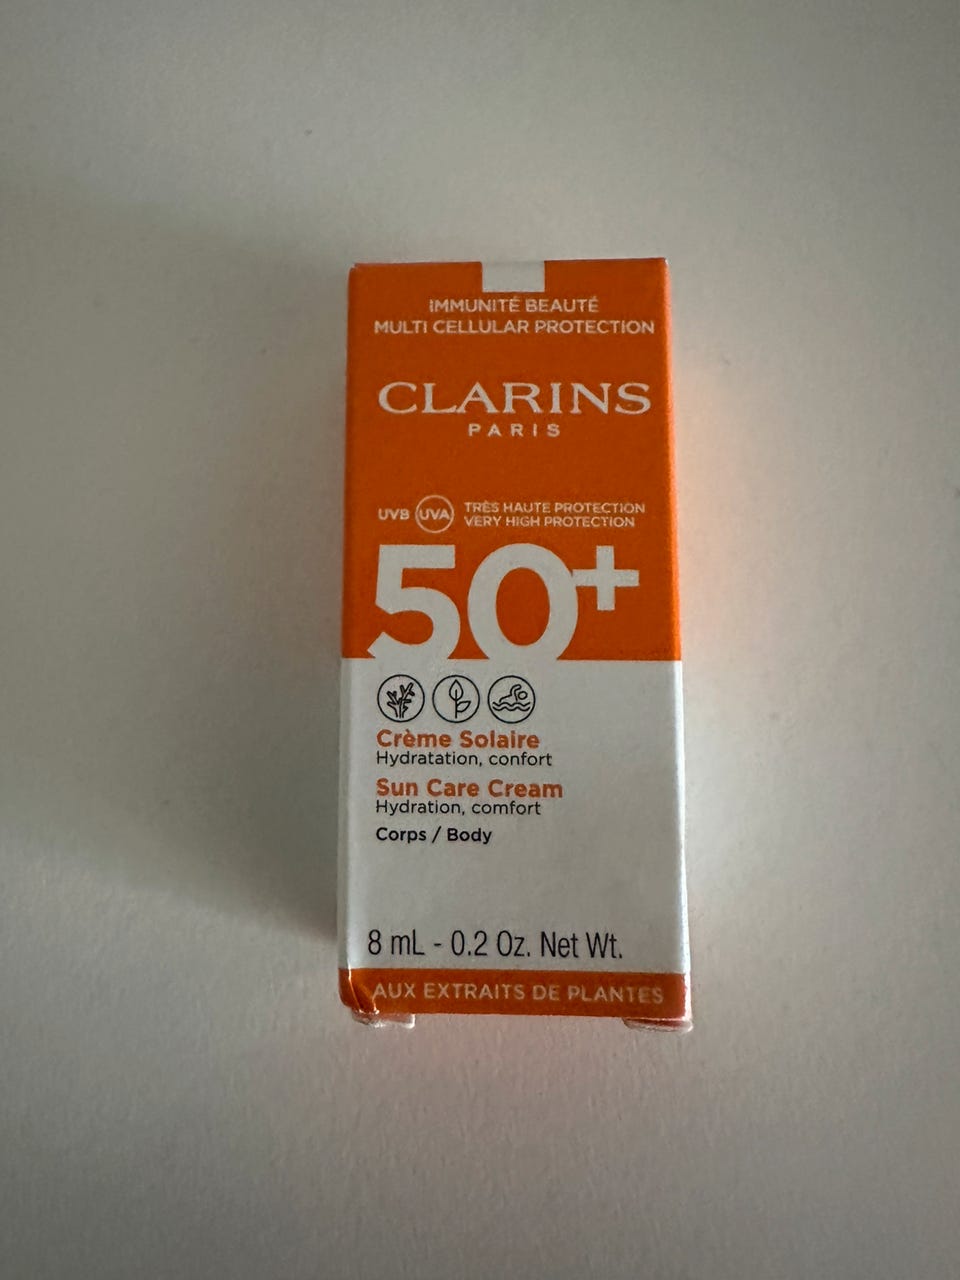 IMMUNITÉ BEAUTÉ
MULTI CELLULAR PROTECTION
CLARINS
PARIS
UVB UVA TRÈS HAUTE PROTECTION
VERY HIGH PROTECTION
50+
Crème Solaire
Hydratation, confort
Sun Care Cream
Hydration, comfort
Corps / Body
8 mL - 0.2 Oz. Net Wt.
AUX EXTRAITS DE PLANTES